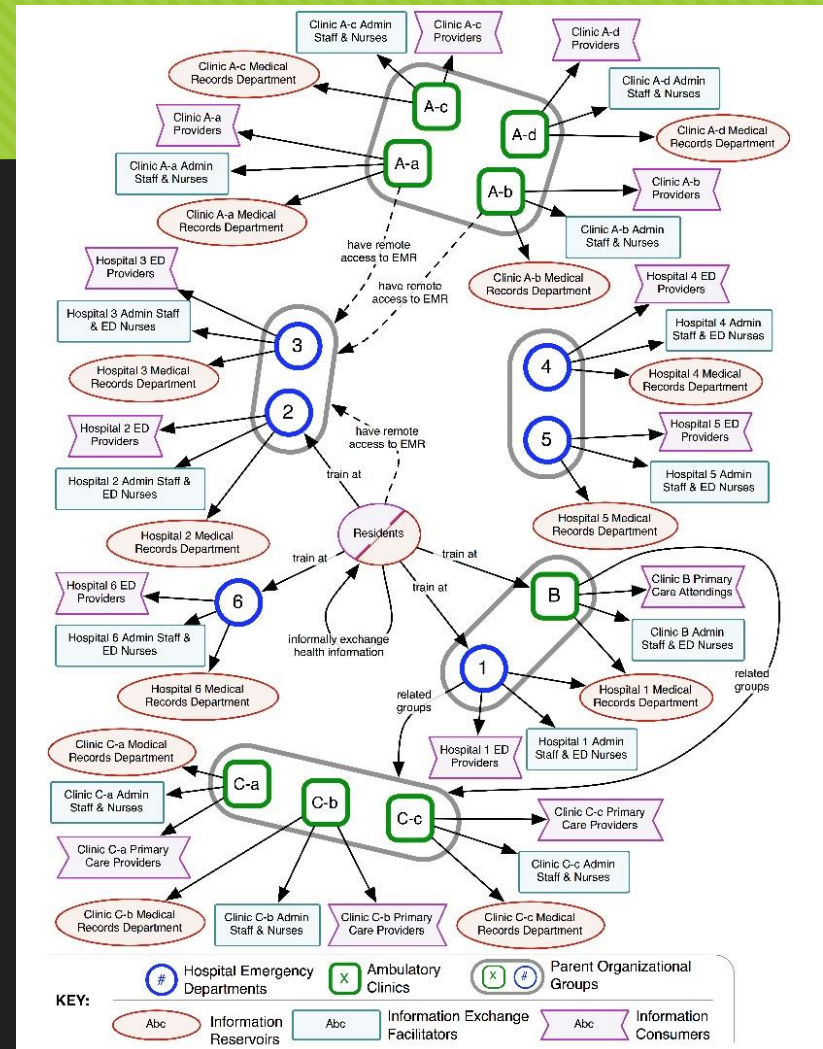 Clinic A-c Admin
Staff & Nurses
Clinic A-c
Providers
Clinic A-d
Providers
Clinic A-c Medical
Records Department
Clinic A-d Admin
Staff & Nurses
A-c
A-d
Clinic A-d Medical
Records Department
Clinic A-a
Providers
A-a
Clinic A-a Admin
Staff & Nurses
A-b
Clinic A-b
Providers
Clinic A-a Medical
Records Department
Clinic A-b Admin
Staff & Nurses
have remote
access to EMR
Hospital 3 ED
Providers
have remote
access to EMR
Clinic A-b Medical
Records Department
Hospital 4 ED
Providers
Hospital 3 Admin Staff
& ED Nurses
3
Hospital 4 Admin
Staff & ED Nurses
Hospital 3 Medical
Records Department
4
Hospital 4 Medical
Records Department
2
Hospital 2 ED
Providers
have remote
access to EMR
5
Hospital 5 ED
Providers
Hospital 2 Admin Staff &
ED Nurses
train at
Hospital 5 Admin
Staff & ED Nurses
Hospital 2 Medical
Records Department
Residents
Hospital 5 Medical
Records Department
train at
train at
train at
Hospital 6 ED
Providers
6
B
Clinic B Primary
Care Attendings
Hospital 6 Admin Staff &
ED Nurses
informally exchange
health information
Clinic B Admin
Staff & ED Nurses
1
related
groups
Hospital 6 Medical
Records Department
Hospital 1 Medical
Records Department
related
groups
Hospital 1 ED
Providers
Hospital 1 Admin
Staff & ED Nurses
Clinic C-a Medical
Records Department
C-a
Clinic C-a Admin
Staff & Nurses
C-b
C-c
Clinic C-c Primary
Care Providers
Clinic C-a Primary
Care Providers
Clinic C-c Admin
Staff & Nurses
Clinic C-b Medical
Records Department
Clinic C-b Admin
Staff & Nurses
Clinic C-b Primary
Care Providers
Clinic C-c Medical
Records Department
KEY:
#
Hospital Emergency
Departments
X
Ambulatory
Clinics
X
#
Parent Organizational
Groups
Abc
Information
Reservoirs
Abc
Information Exchange
Facilitators
Abc
Information
Consumers